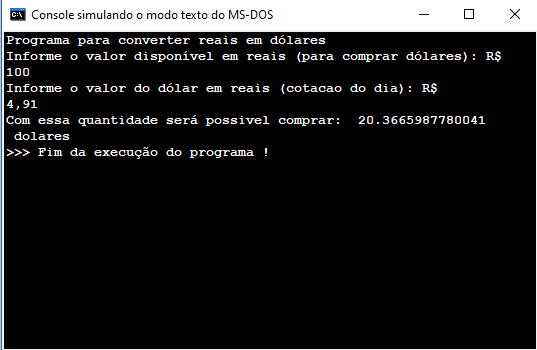 Console simulando o modo texto do MS-DOS
Programa para converter reais em dólares
Informe o valor disponível em reais (para comprar dólares): R$
100
Informe o valor do dólar em reais (cotacao do dia): R$
4,91
Com essa quantidade será possivel comprar:  20.3665987780041
 dolares
>>> Fim da execução do programa !